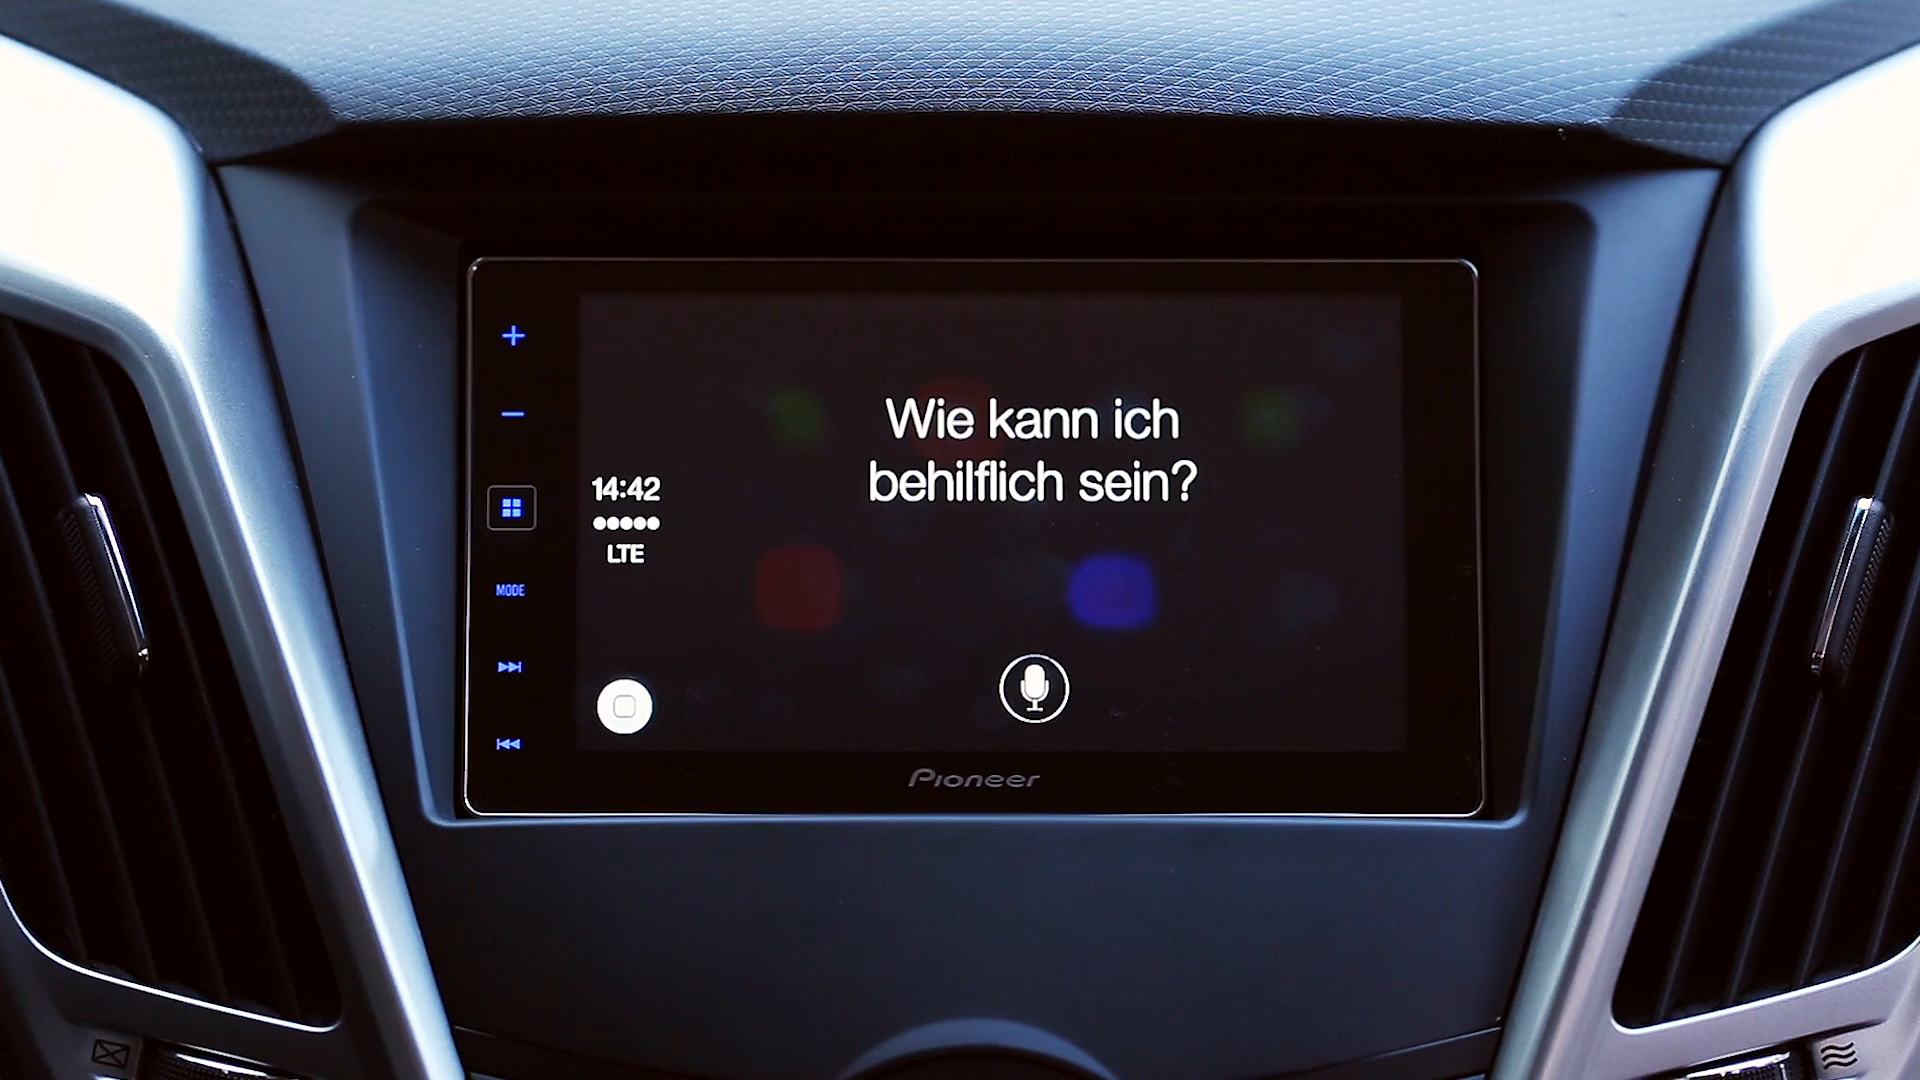 Wie kann ich
behilflich sein?
14:42
LTE
MODE
Pioneer